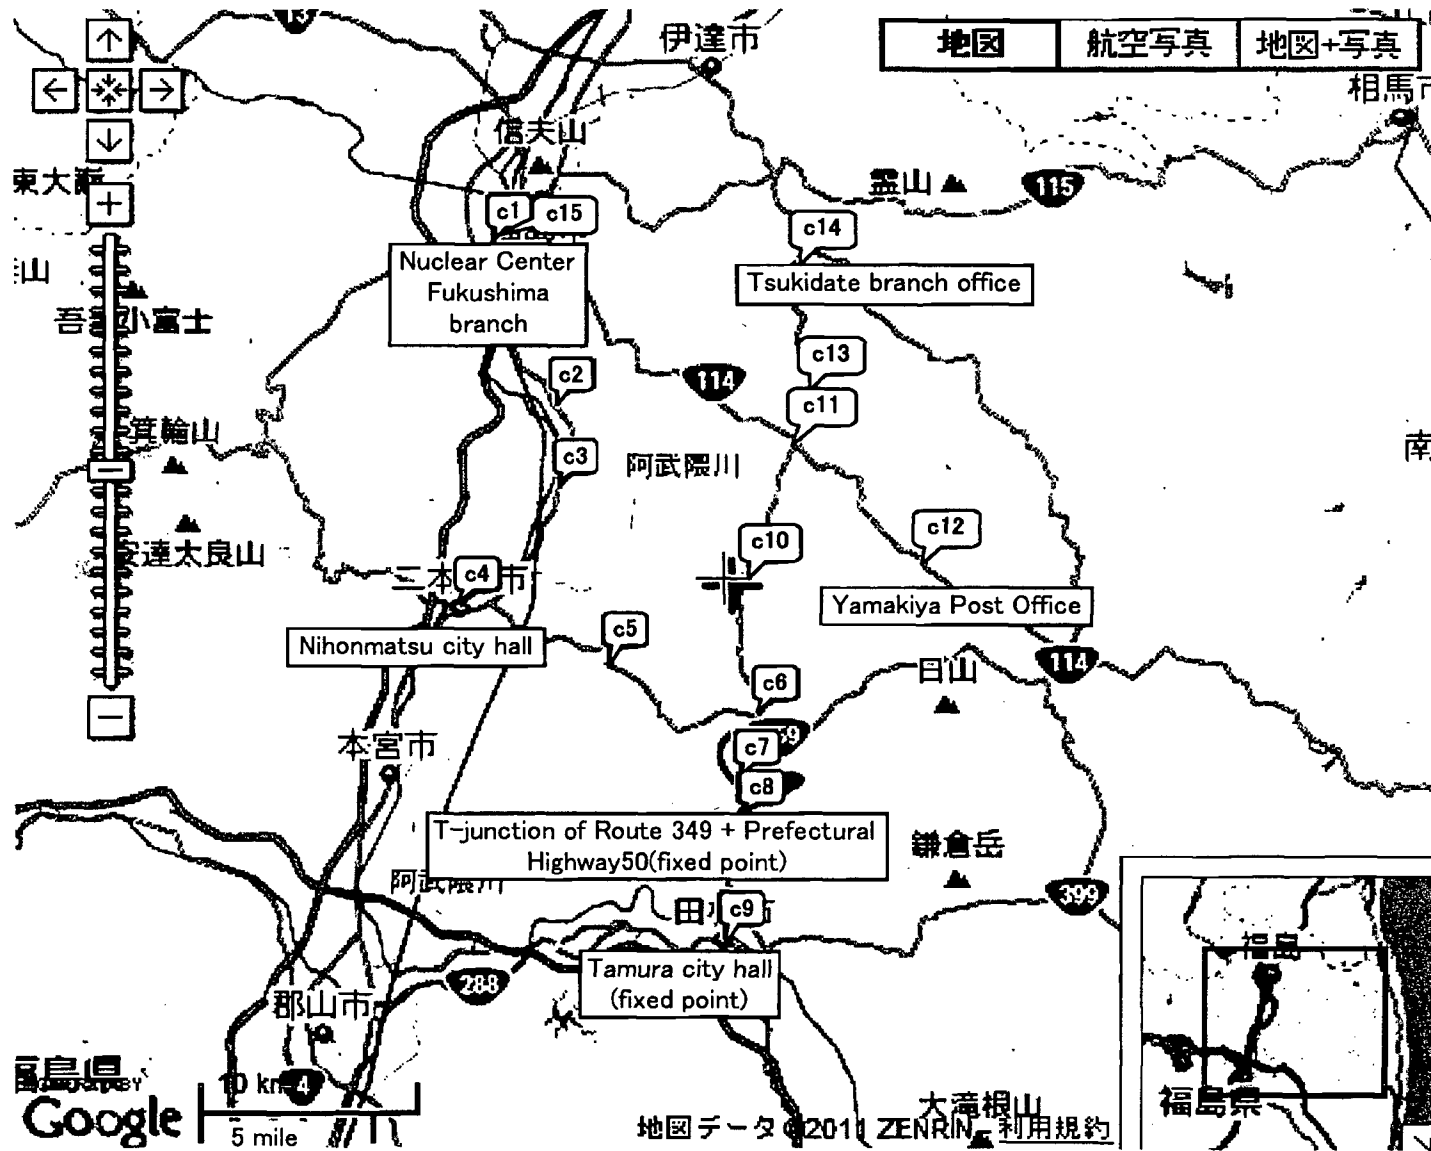 13
伊達市
地図
航空写真
地図+写真
相馬市
信夫山
東大巓
霊山
115
c1
c15
c14
山
Nuclear Center
Fukushima
branch
Tsukidate branch office
小富士
c13
c2
114
c11
箕輪山
c3
阿武隈川
南
安達太良山
c12
c10
二本 市
c4
Yamakiya Post Office
Nihonmatsu city hall
c5
114
日山
c6
本宮市
c7
c8
T-junction of Route 349 + Prefectural
Highway50(fixed point)
鎌倉岳
阿武隈川
399
田
c9
福島
Tamura city hall
(fixed point)
288
郡山市
福島県
10 km
4
Google
5 mile
大滝根山
福島県
地図データ ©2011 ZENRIN - 利用規約